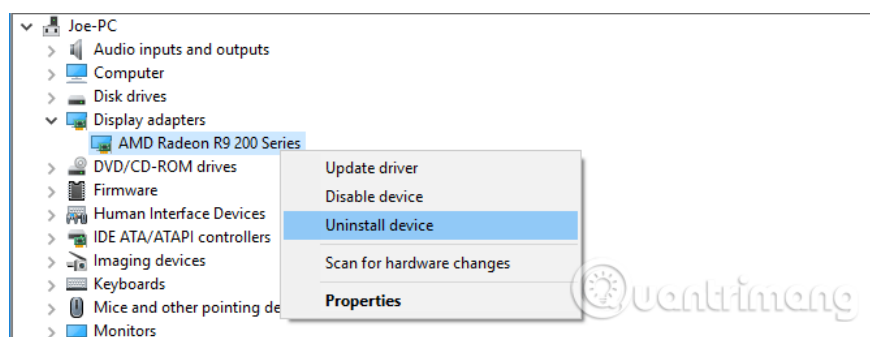 Joe-PC
Audio inputs and outputs
Computer
Disk drives
Display adapters
AMD Radeon R9 200 Series
DVD/CD-ROM drives
Firmware
Human Interface Devices
IDE ATA/ATAPI controllers
Imaging devices
Keyboards
Mice and other pointing de
Monitors
Update driver
Disable device
Uninstall device
Scan for hardware changes
Properties
Quantrimang